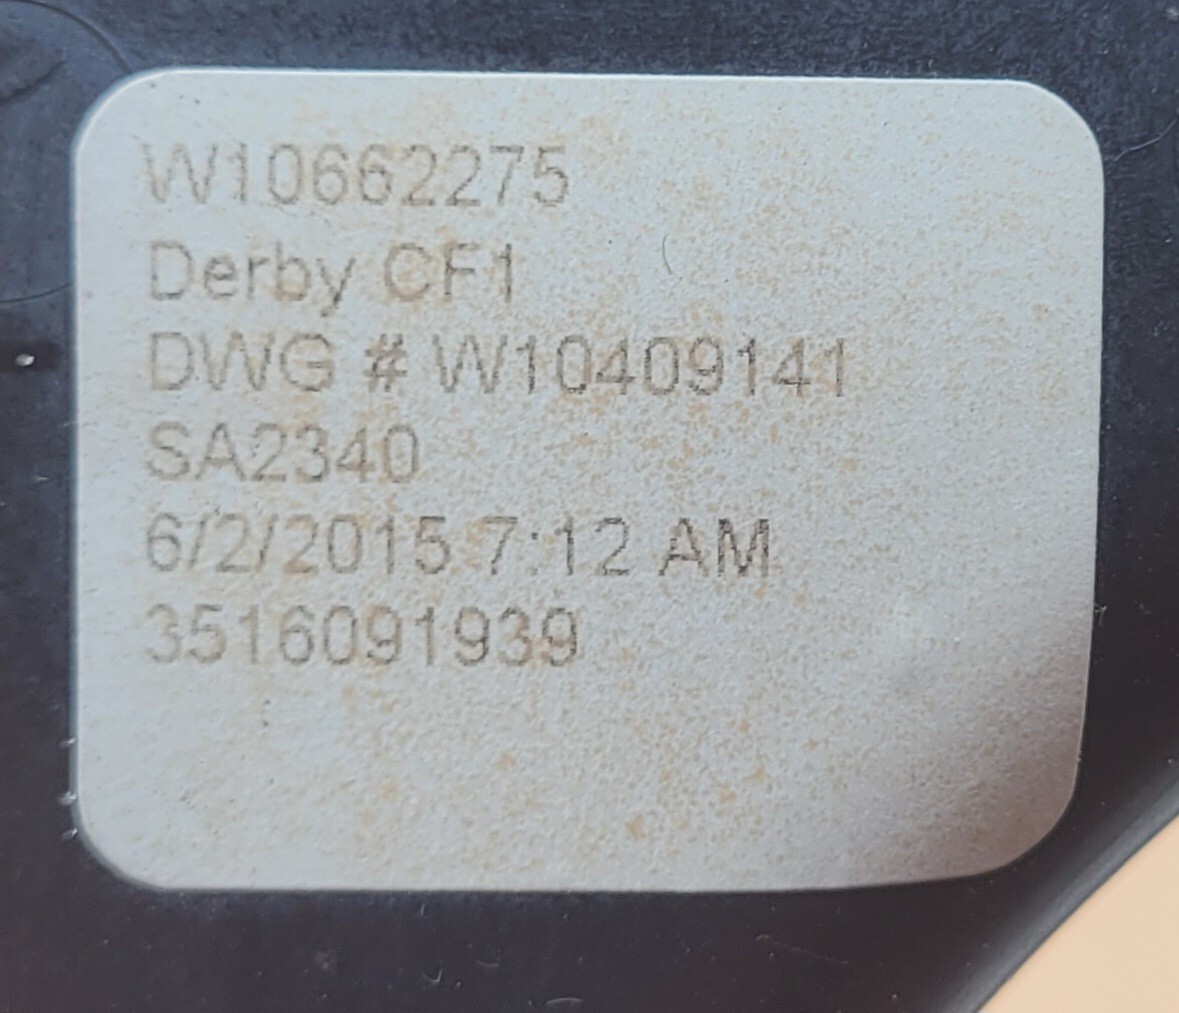 W10662275
Derby CF1
DWG # W10409141
SA2340
6/2/2015 7:12 AM
3516091939